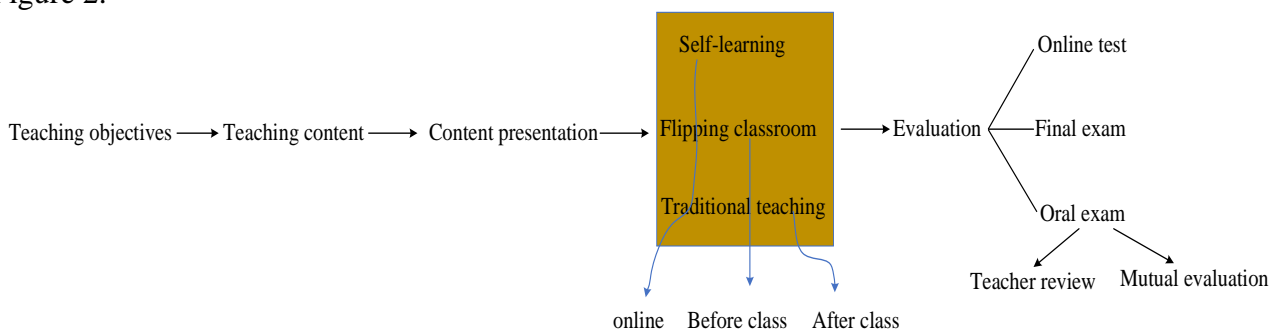 Figure 2.
Self-learning
Online test
Teaching objectives
Teaching content
Content presentation
Flipping classroom
Evaluation
Final exam
Traditional teaching
Oral exam
Teacher review
Mutual evaluation
online
Before class
After class